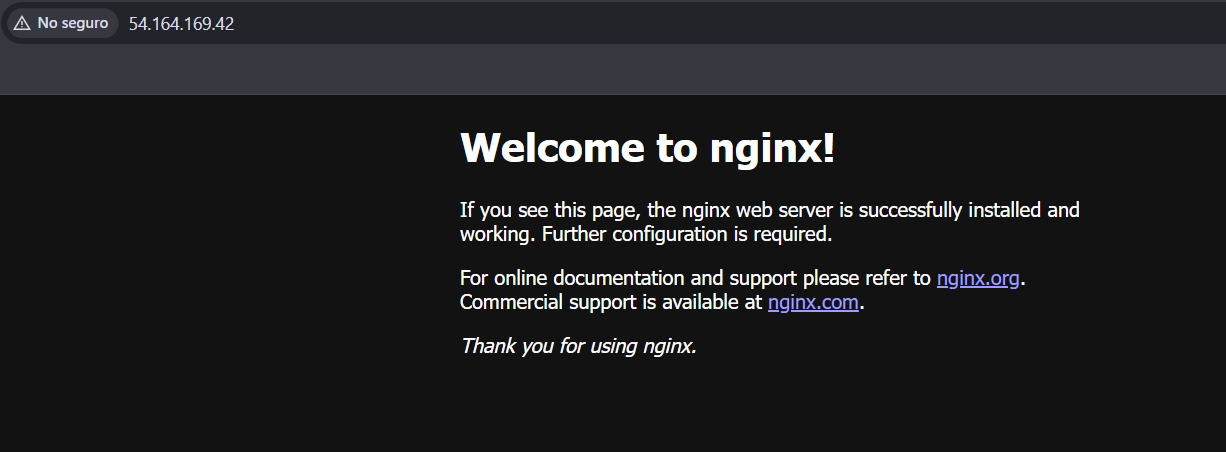 No seguro 54.164.169.42
Welcome to nginx!
If you see this page, the nginx web server is successfully installed and
working. Further configuration is required.
For online documentation and support please refer to nginx.org.
Commercial support is available at nginx.com.
Thank you for using nginx.